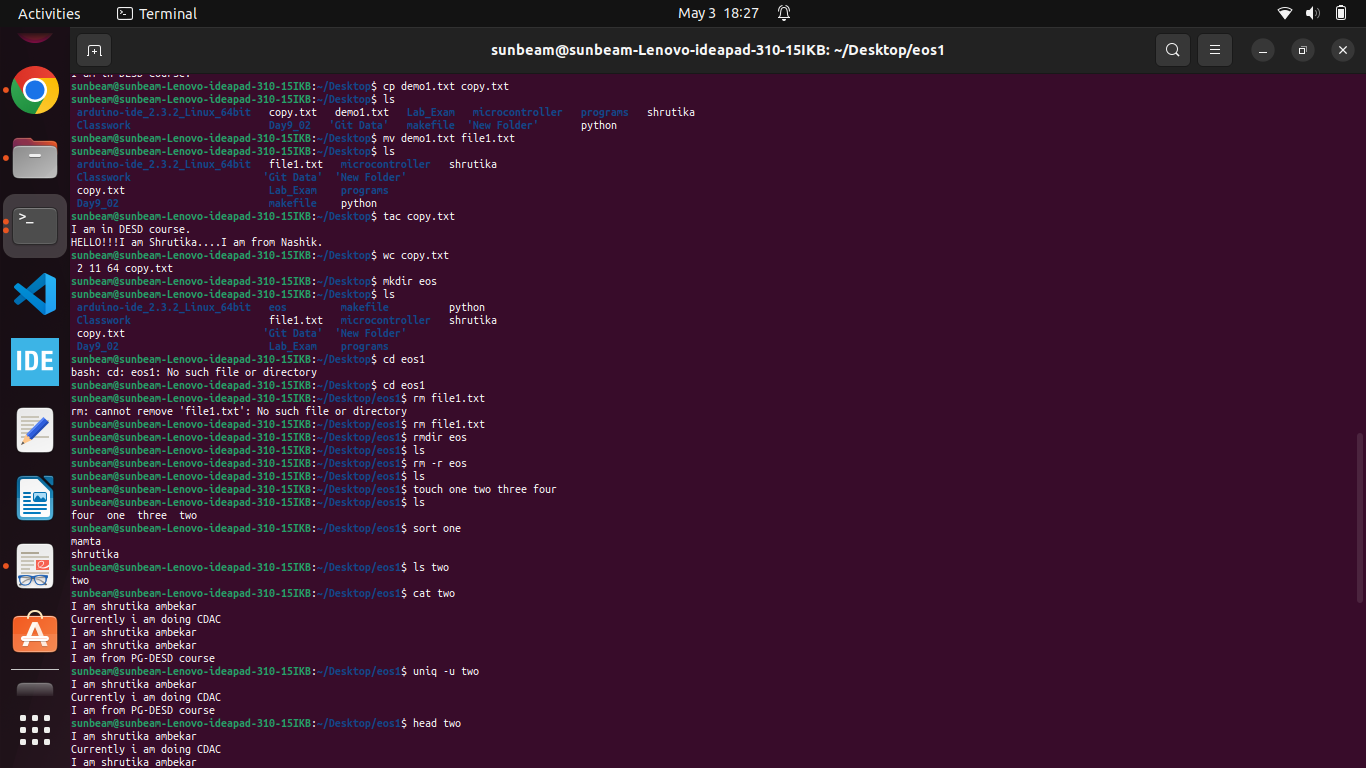 Activities Terminal May 3 18:27
sunbeam@sunbeam-Lenovo-ideapad-310-15IKB: ~/Desktop/eos1
I am in DESD course.
sunbeam@sunbeam-Lenovo-ideapad-310-15IKB:~/Desktop$ cp demo1.txt copy.txt
sunbeam@sunbeam-Lenovo-ideapad-310-15IKB:~/Desktop$ ls
arduino-ide_2.3.2_Linux_64bit copy.txt demo1.txt Lab_Exam microcontroller programs shrutika
Classwork Day9_02 'Git Data' makefile 'New Folder' python
sunbeam@sunbeam-Lenovo-ideapad-310-15IKB:~/Desktop$ mv demo1.txt file1.txt
sunbeam@sunbeam-Lenovo-ideapad-310-15IKB:~/Desktop$ ls
arduino-ide_2.3.2_Linux_64bit file1.txt microcontroller shrutika
Classwork 'Git Data' 'New Folder'
copy.txt Lab_Exam programs
Day9_02 makefile python
sunbeam@sunbeam-Lenovo-ideapad-310-15IKB:~/Desktop$ tac copy.txt
I am in DESD course.
HELLO!!!I am Shrutika....I am from Nashik.
sunbeam@sunbeam-Lenovo-ideapad-310-15IKB:~/Desktop$ wc copy.txt
2 11 64 copy.txt
sunbeam@sunbeam-Lenovo-ideapad-310-15IKB:~/Desktop$ mkdir eos
sunbeam@sunbeam-Lenovo-ideapad-310-15IKB:~/Desktop$ ls
arduino-ide_2.3.2_Linux_64bit eos makefile python
Classwork file1.txt microcontroller shrutika
copy.txt 'Git Data' 'New Folder'
Day9_02 Lab_Exam programs
sunbeam@sunbeam-Lenovo-ideapad-310-15IKB:~/Desktop$ cd eos1
bash: cd: eos1: No such file or directory
sunbeam@sunbeam-Lenovo-ideapad-310-15IKB:~/Desktop$ cd eos1
sunbeam@sunbeam-Lenovo-ideapad-310-15IKB:~/Desktop/eos1$ rm file1.txt
rm: cannot remove 'file1.txt': No such file or directory
sunbeam@sunbeam-Lenovo-ideapad-310-15IKB:~/Desktop/eos1$ rm file1.txt
sunbeam@sunbeam-Lenovo-ideapad-310-15IKB:~/Desktop/eos1$ rmdir eos
sunbeam@sunbeam-Lenovo-ideapad-310-15IKB:~/Desktop/eos1$ ls
sunbeam@sunbeam-Lenovo-ideapad-310-15IKB:~/Desktop/eos1$ rm -r eos
sunbeam@sunbeam-Lenovo-ideapad-310-15IKB:~/Desktop/eos1$ ls
sunbeam@sunbeam-Lenovo-ideapad-310-15IKB:~/Desktop/eos1$ touch one two three four
sunbeam@sunbeam-Lenovo-ideapad-310-15IKB:~/Desktop/eos1$ ls
four one three two
sunbeam@sunbeam-Lenovo-ideapad-310-15IKB:~/Desktop/eos1$ sort one
mamta
shrutika
sunbeam@sunbeam-Lenovo-ideapad-310-15IKB:~/Desktop/eos1$ ls two
two
sunbeam@sunbeam-Lenovo-ideapad-310-15IKB:~/Desktop/eos1$ cat two
I am shrutika ambekar
Currently i am doing CDAC
I am shrutika ambekar
I am shrutika ambekar
I am from PG-DESD course
sunbeam@sunbeam-Lenovo-ideapad-310-15IKB:~/Desktop/eos1$ uniq -u two
I am shrutika ambekar
Currently i am doing CDAC
I am from PG-DESD course
sunbeam@sunbeam-Lenovo-ideapad-310-15IKB:~/Desktop/eos1$ head two
I am shrutika ambekar
Currently i am doing CDAC
I am shrutika ambekar
IDE